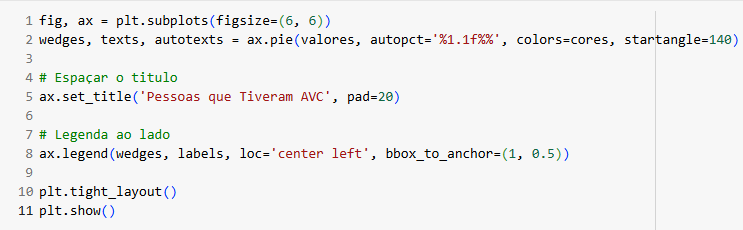 1 fig, ax = plt.subplots(figsize=(6, 6))
2 wedges, texts, autotexts = ax.pie(valores, autopct='%1.1f%%', colors=cores, startangle=140)
3
4 # Espaçar o titulo
5 ax.set_title('Pessoas que Tiveram AVC', pad=20)
6
7 # Legenda ao lado
8 ax.legend(wedges, labels, loc='center left', bbox_to_anchor=(1, 0.5))
9
10 plt.tight_layout()
11 plt.show()